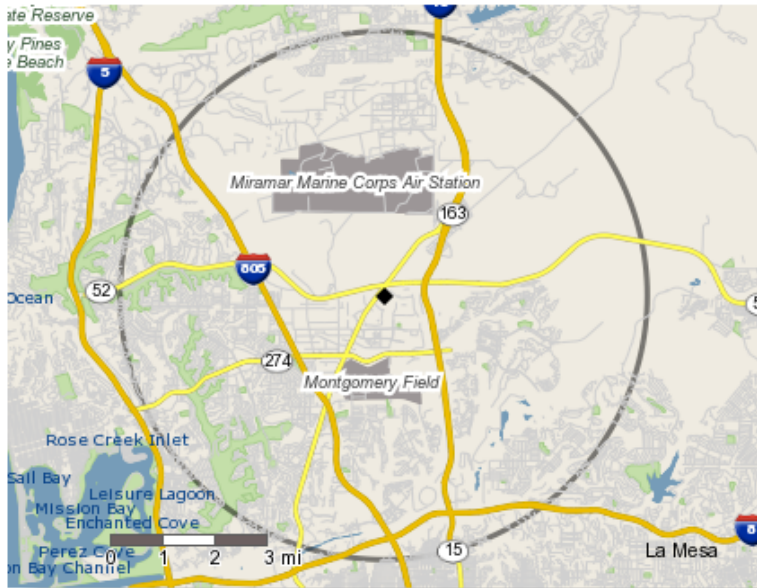 ate Reserve
y Pines
e Beach
5
Miramar Marine Corps Air Station
163
805
52
Ocean
5
274
Montgomery Field
Rose Creek Inlet
Sail Bay
Leisure Lagoon
Mission Bay
Enchanted Cove
Perez Cove
on Bay Channel
0 1 2 3 mi
15
8
La Mesa